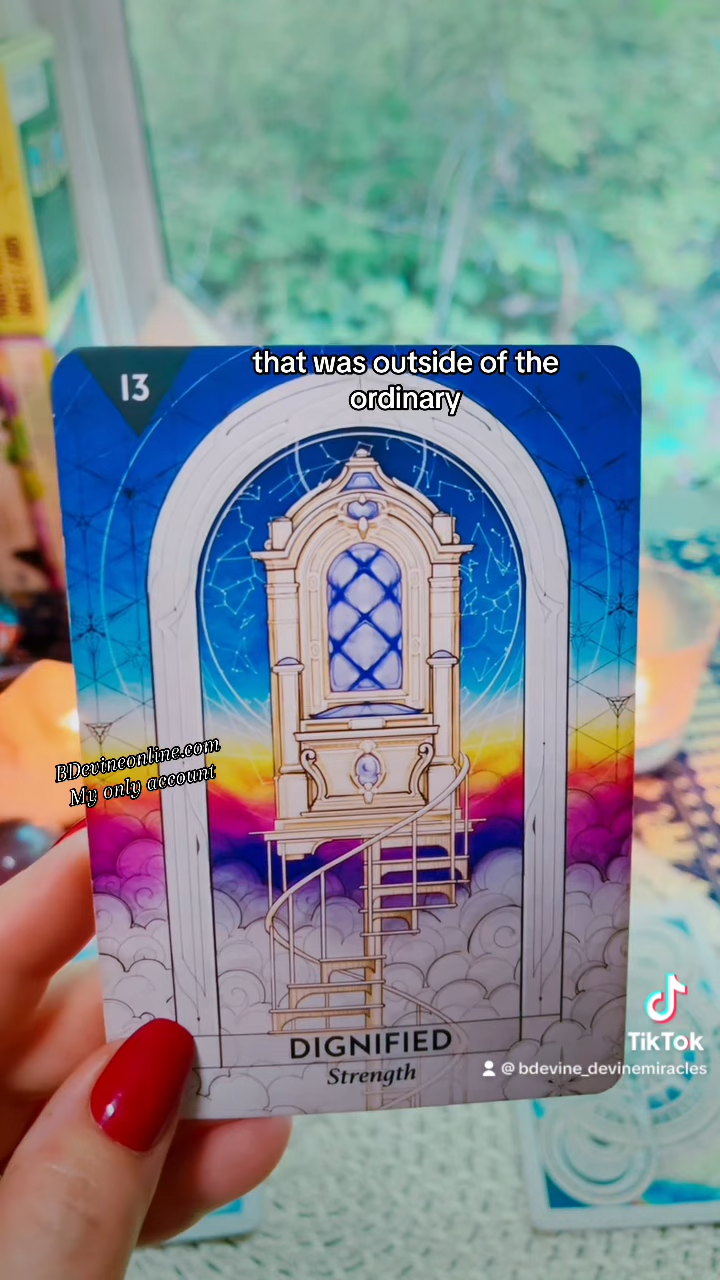 that was outside of the
ordinary
13
BDevineonline.com
My only account
DIGNIFIED
Strength
TikTok
@bdevine_devinemiracles